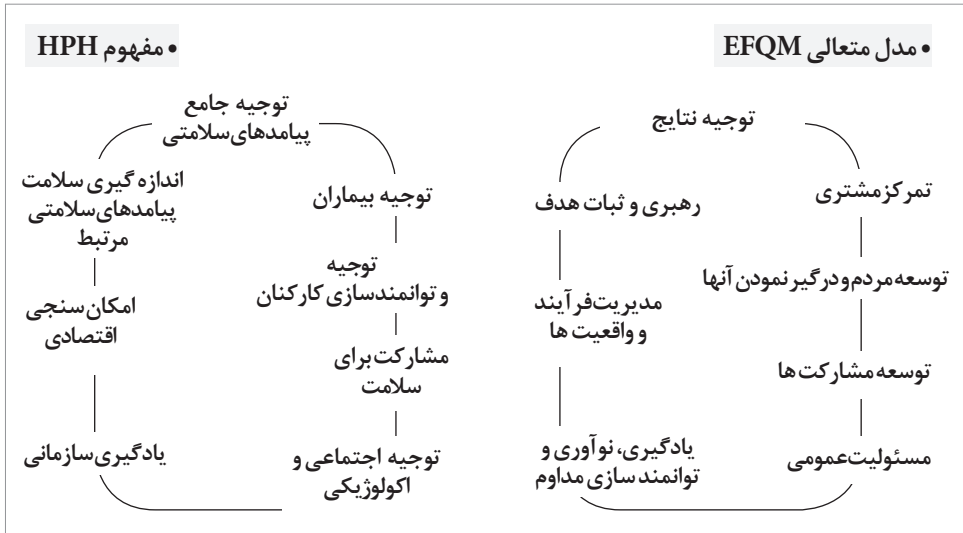 • مدل متعالی EFQM
توجیه نتایج
تمرکز مشتری
رهبری و ثبات هدف
توسعه مردم و درگیر نمودن آنها
مدیریت فرآیند
و واقعیت ها
توسعه مشارکت ها
یادگیری، نوآوری و
توانمند سازی مداوم
مسئولیت عمومی
• مفهوم HPH
توجیه جامع
پیامدهای سلامتی
توجیه بیماران
اندازه گیری سلامت
پیامدهای سلامتی
مرتبط
توجیه
و توانمندسازی کارکنان
امکان سنجی
اقتصادی
مشارکت برای
سلامت
توجیه اجتماعی و
اکولوژیکی
یادگیری سازمانی